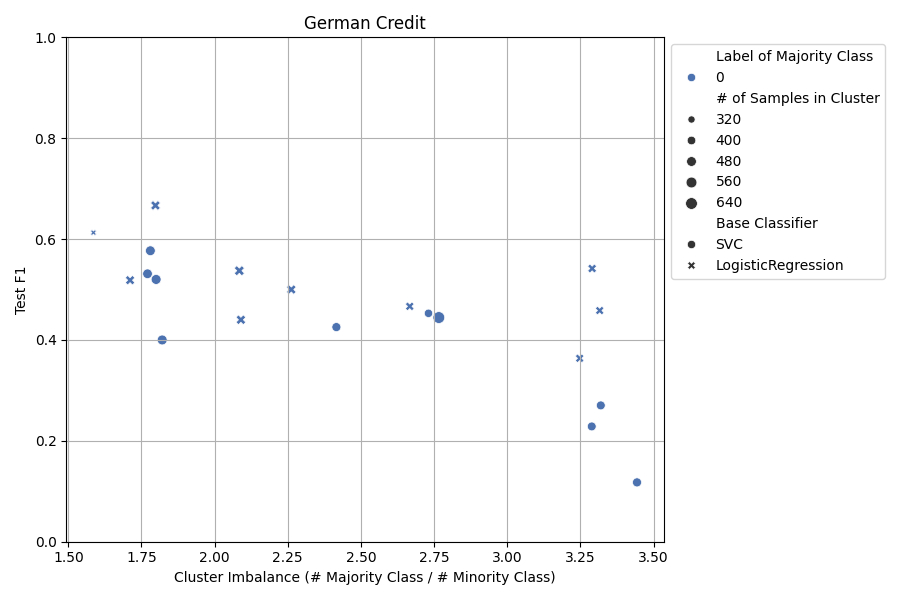 German Credit
1.0
0.8
0.6
0.4
0.2
0.0
Test F1
1.50
1.75
2.00
2.25
2.50
2.75
3.00
3.25
3.50
Cluster Imbalance (# Majority Class / # Minority Class)
Label of Majority Class
0
# of Samples in Cluster
320
400
480
560
640
Base Classifier
SVC
LogisticRegression